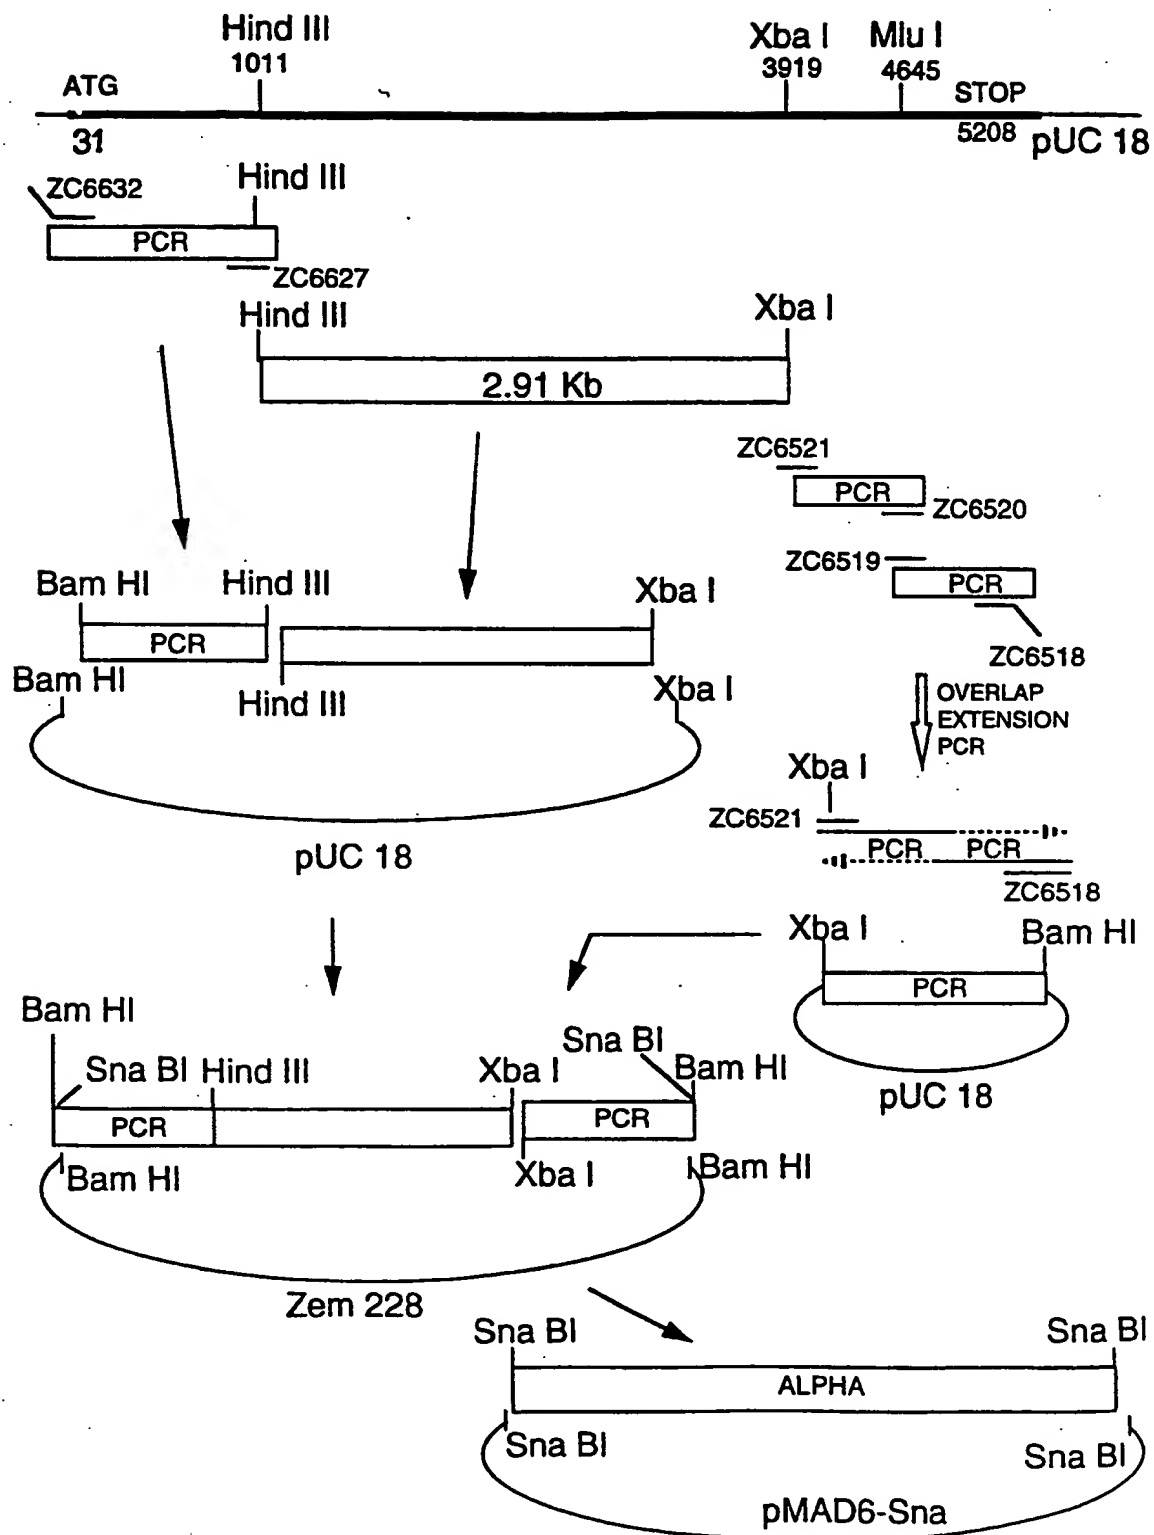 Hind III
1011
Xba I
3919
Mlu I
4645
ATG
31
STOP
5208
pUC 18
ZC6632
Hind III
PCR
ZC6627
Hind III
Xba I
2.91 Kb
ZC6521
PCR
ZC6520
ZC6519
PCR
ZC6518
Bam HI
Hind III
Xba I
PCR
Bam HI
Hind III
Xba I
pUC 18
OVERLAP
EXTENSION
PCR
Xba I
ZC6521
PCR
PCR
ZC6518
Xba I
Bam HI
PCR
pUC 18
Bam HI
Sna BI
Hind III
Xba I
Sna BI
Bam HI
PCR
PCR
Bam HI
Xba I
Bam HI
Zem 228
Sna BI
Sna BI
ALPHA
Sna BI
Sna BI
pMAD6-Sna